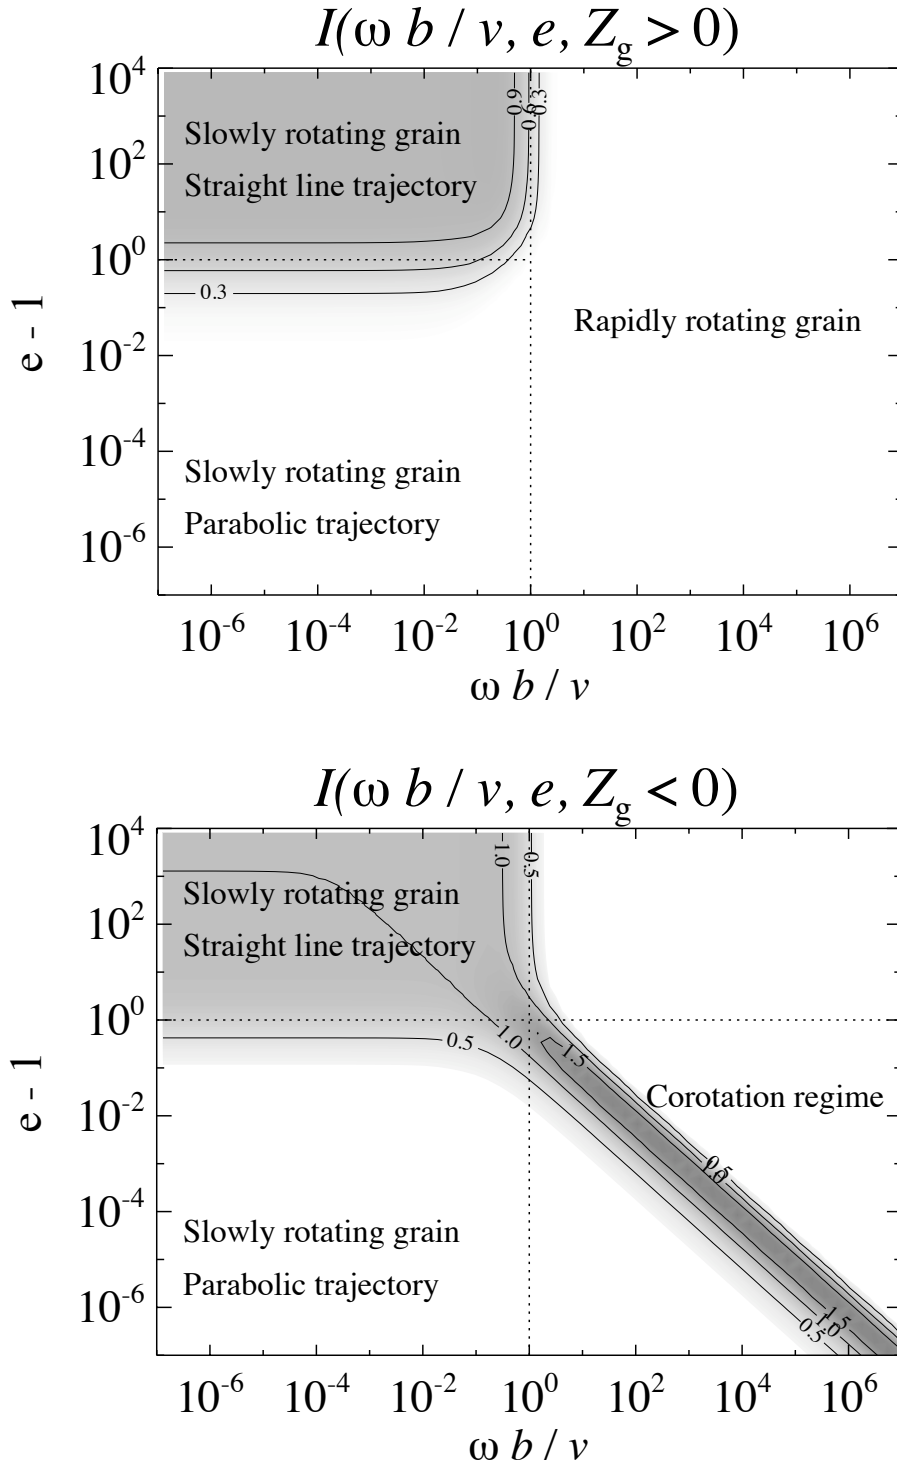 I(ω b / v, e, Z_g > 0)
10^4
10^2
10^0
10^-2
10^-4
10^-6
e - 1
Slowly rotating grain
Straight line trajectory
0.9
0.6
0.3
0.3
Rapidly rotating grain
Slowly rotating grain
Parabolic trajectory
10^-6 10^-4 10^-2 10^0 10^2 10^4 10^6
ω b / v
I(ω b / v, e, Z_g < 0)
10^4
10^2
10^0
10^-2
10^-4
10^-6
e - 1
1.0
0.5
Slowly rotating grain
Straight line trajectory
0.5
1.0
1.5
Corotation regime
0.5
1.0
Slowly rotating grain
Parabolic trajectory
1.5
1.0
0.5
10^-6 10^-4 10^-2 10^0 10^2 10^4 10^6
ω b / v